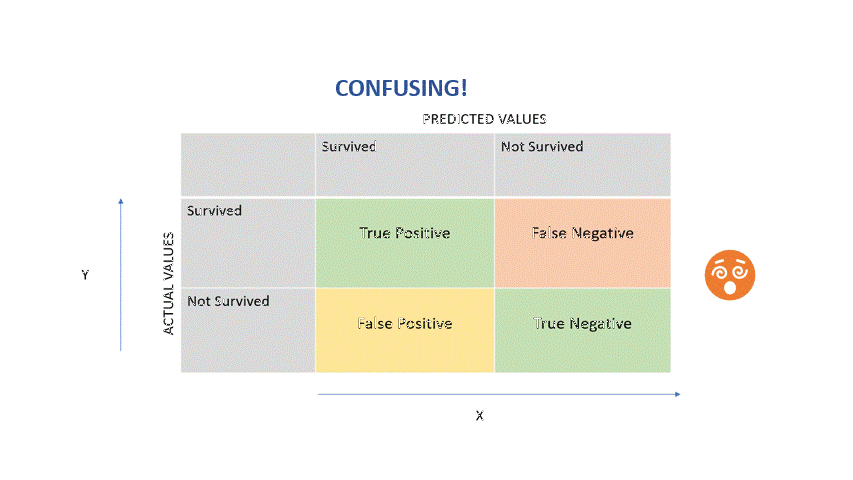 CONFUSING!
PREDICTED VALUES
Survived
Not Survived
Survived
True Positive
False Negative
Y
ACTUAL VALUES
Not Survived
False Positive
True Negative
X